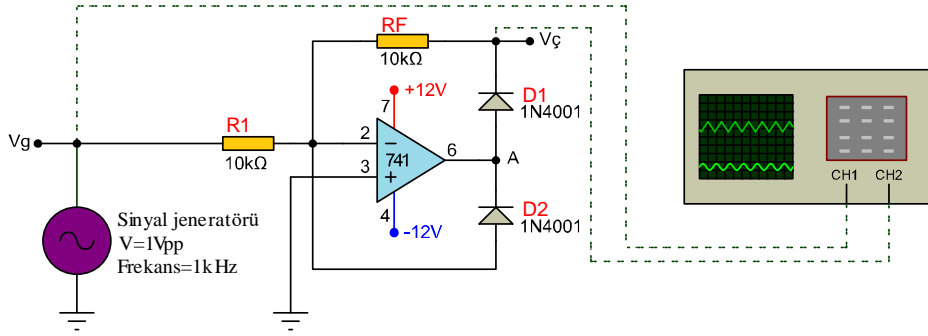 RF
10kΩ
Vç
+12V
7
D1
1N4001
Vg
R1
10kΩ
2
3
741
6
A
4
-12V
D2
1N4001
CH1
CH2
Sinyal jeneratörü
V=1Vpp
Frekans=1kHz